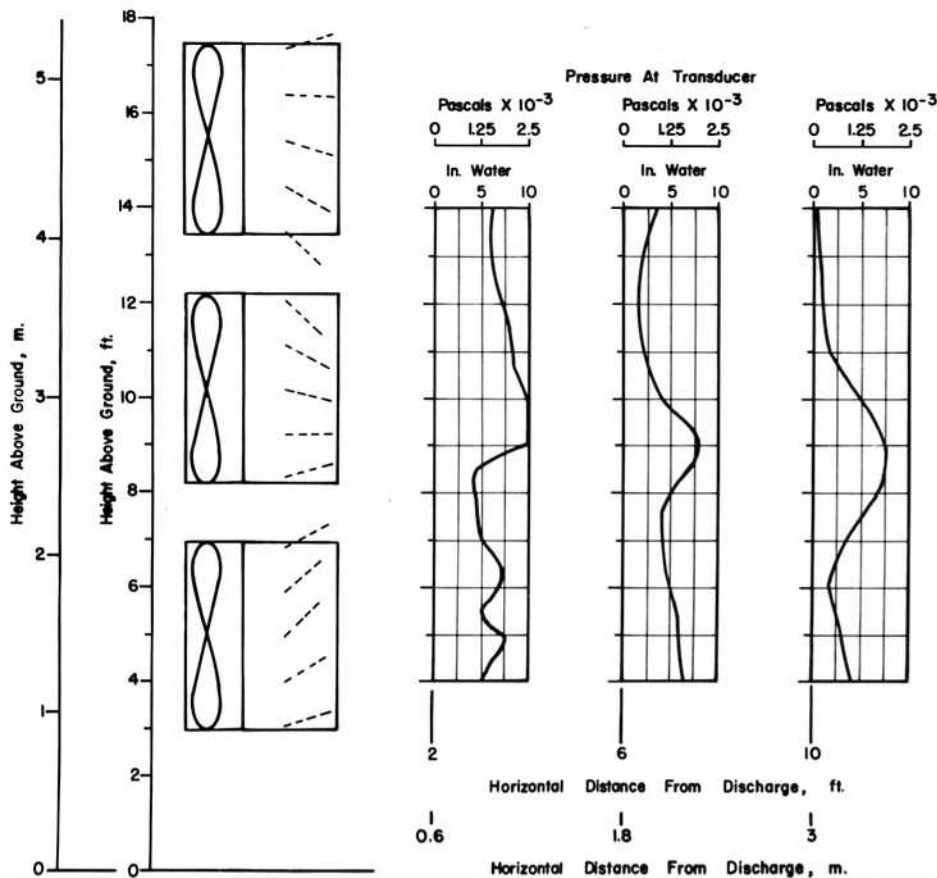 Height Above Ground, m.
5
4
3
2
1
0
Height Above Ground, ft.
18
16
14
12
10
8
6
4
2
0
Pressure At Transducer
Pascals X 10-3 Pascals X 10-3 Pascals X 10-3
0 1.25 2.5 0 1.25 2.5 0 1.25 2.5
In. Water In. Water In. Water
0 5 10 0 5 10 0 5 10
2 6 10
Horizontal Distance From Discharge, ft.
0.6 1.8 3
Horizontal Distance From Discharge, m.